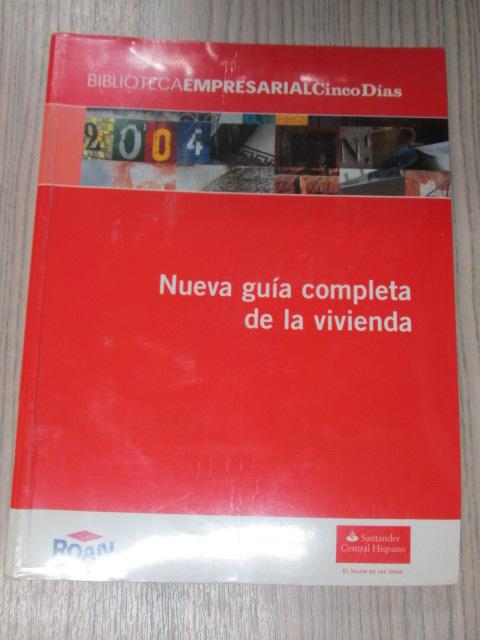 BIBLIOTECAEMPRESARIALCincoDías
2004
Nueva guía completa
de la vivienda
ROAN
Santander
Central Hispano
EL VALOR DE LAS IDEAS